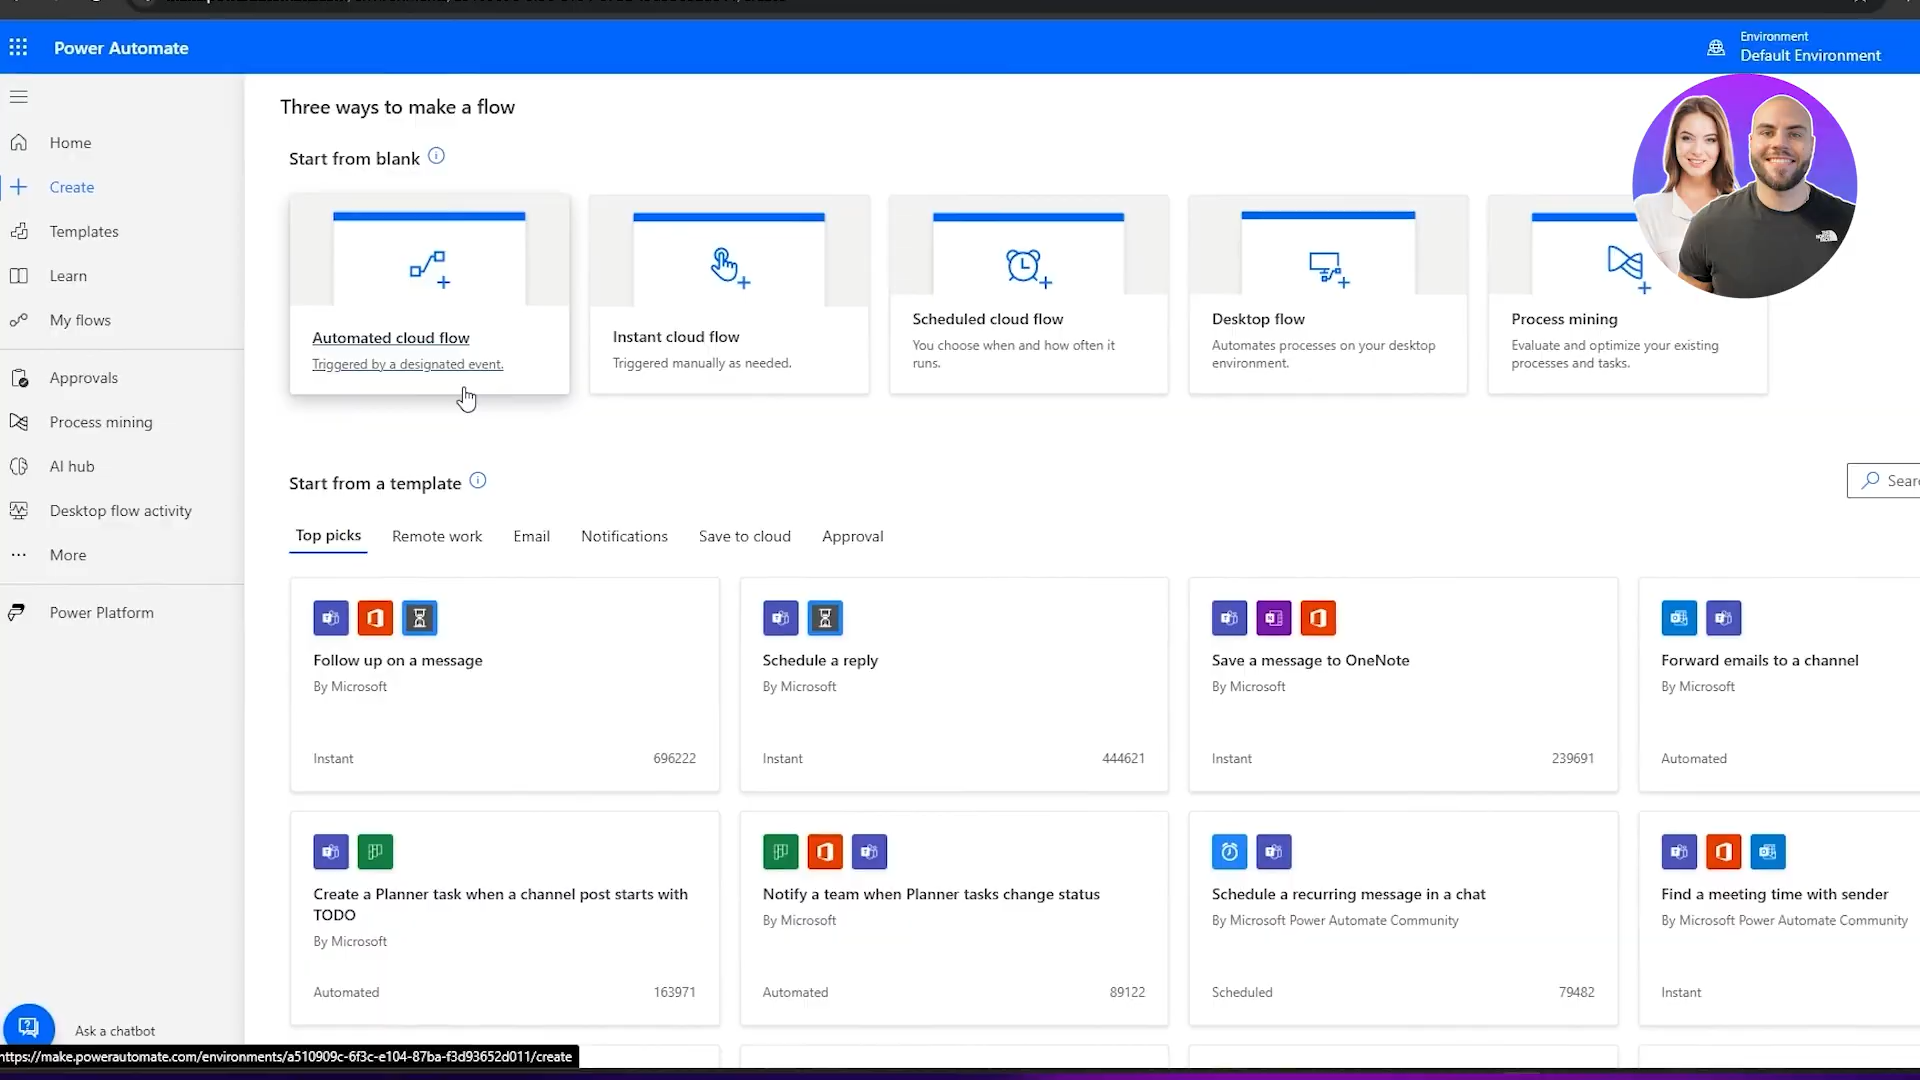 Power Automate
Environment
Default Environment
Home
Create
Templates
Learn
My flows
Approvals
Process mining
AI hub
Desktop flow activity
More
Power Platform
Ask a chatbot
Three ways to make a flow
Start from blank
Automated cloud flow
Triggered by a designated event.
Instant cloud flow
Triggered manually as needed.
Scheduled cloud flow
You choose when and how often it
runs.
Desktop flow
Automates processes on your desktop
environment.
Process mining
Evaluate and optimize your existing
processes and tasks.
Start from a template
Top picks
Remote work
Email
Notifications
Save to cloud
Approval
Follow up on a message
By Microsoft
Instant
696222
Schedule a reply
By Microsoft
Instant
444621
Save a message to OneNote
By Microsoft
Instant
239691
Forward emails to a channel
By Microsoft
Automated
Create a Planner task when a channel post starts with
TODO
By Microsoft
Automated
163971
Notify a team when Planner tasks change status
By Microsoft
Automated
89122
Schedule a recurring message in a chat
By Microsoft Power Automate Community
Scheduled
79482
Find a meeting time with sender
By Microsoft Power Automate Community
Instant
https://make.powerautomate.com/environments/a510909c-6f3c-e104-87ba-f3d93652d011/create